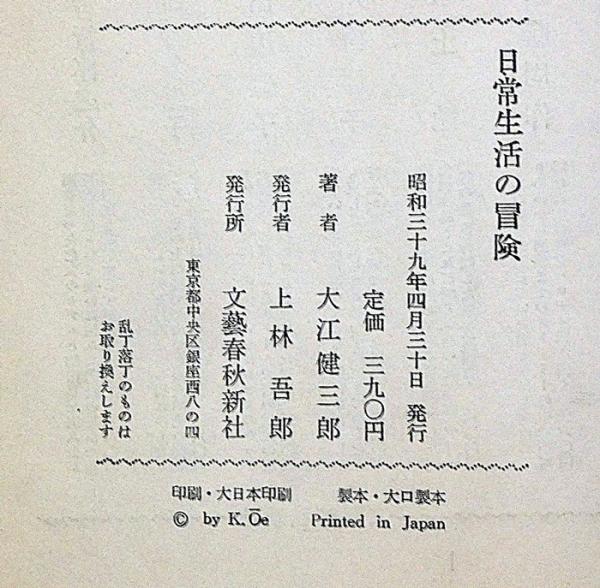 日常生活の冒険
昭和三十九年四月三十日 発行
定価 三九〇円
著者 大江健三郎
発行者 上林吾郎
発行所 文藝春秋新社
東京都中央区銀座西八の四
乱丁落丁のものは
お取り換えします
印刷・大日本印刷 製本・大口製本
© by K. Ōe Printed in Japan